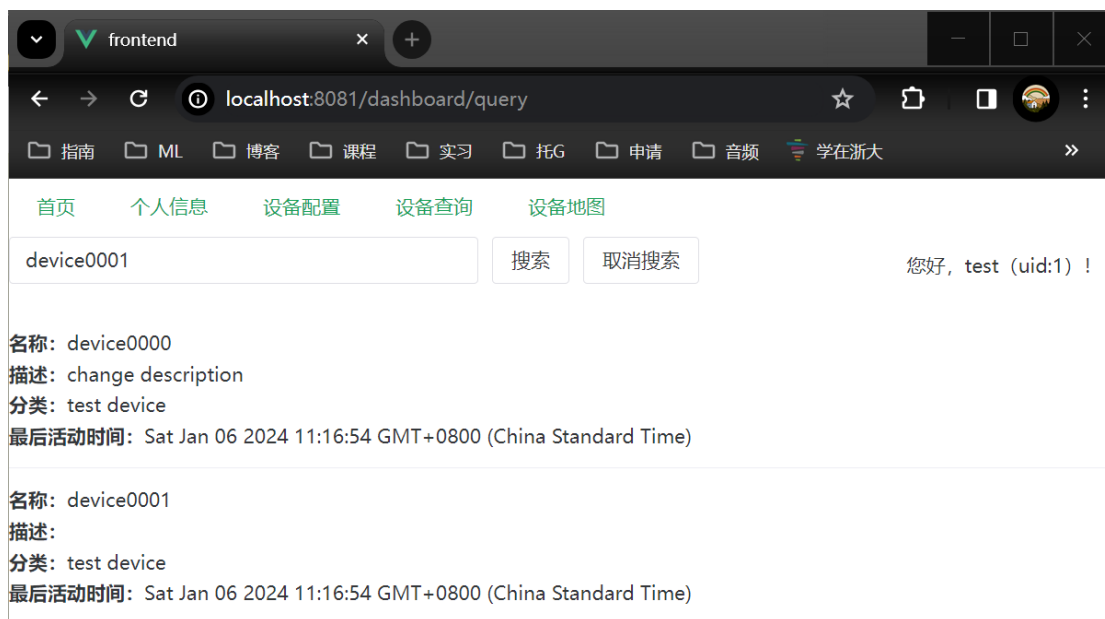 frontend
localhost:8081/dashboard/query
指南 ML 博客 课程 实习 托G 申请 音频 学在浙大
首页 个人信息 设备配置 设备查询 设备地图
device0001 搜索 取消搜索 您好，test（uid:1）！
名称：device0000
描述：change description
分类：test device
最后活动时间：Sat Jan 06 2024 11:16:54 GMT+0800 (China Standard Time)
名称：device0001
描述：
分类：test device
最后活动时间：Sat Jan 06 2024 11:16:54 GMT+0800 (China Standard Time)